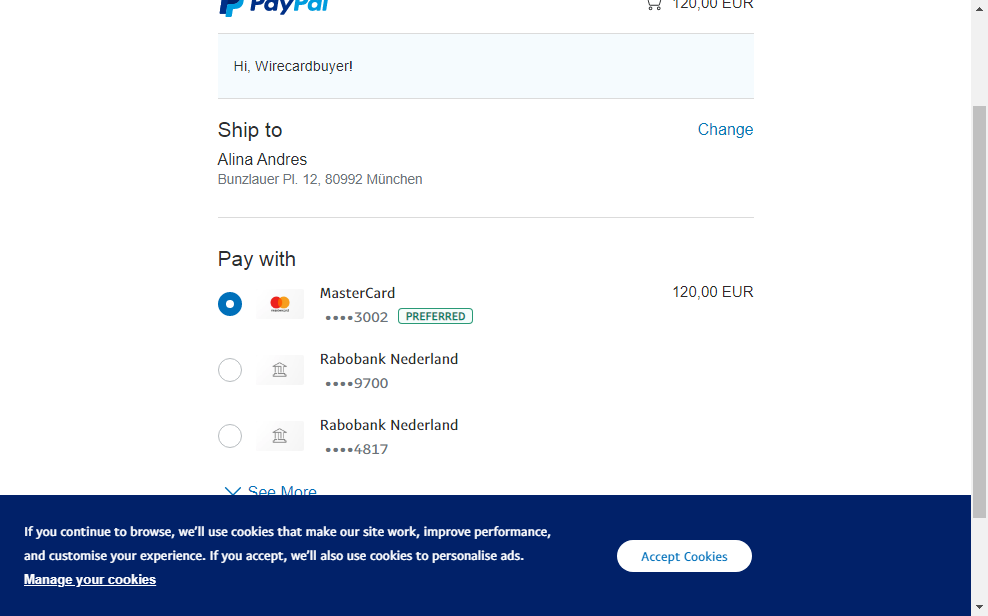 PayPal
120,00 EUR
Hi, Wirecardbuyer!
Ship to
Change
Alina Andres
Bunzlauer Pl. 12, 80992 München
Pay with
MasterCard
120,00 EUR
••••3002 PREFERRED
Rabobank Nederland
••••9700
Rabobank Nederland
••••4817
See More
If you continue to browse, we’ll use cookies that make our site work, improve performance,
and customise your experience. If you accept, we’ll also use cookies to personalise ads.
Manage your cookies
Accept Cookies